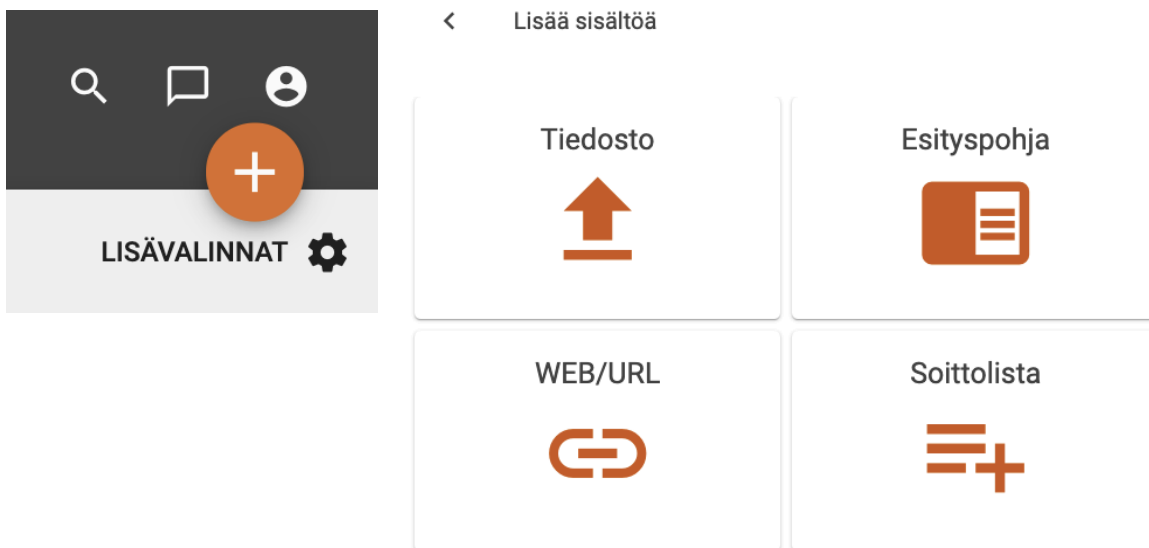 LISÄVALINNAT
Lisää sisältöä
Tiedosto
Esityspohja
WEB/URL
Soittolista